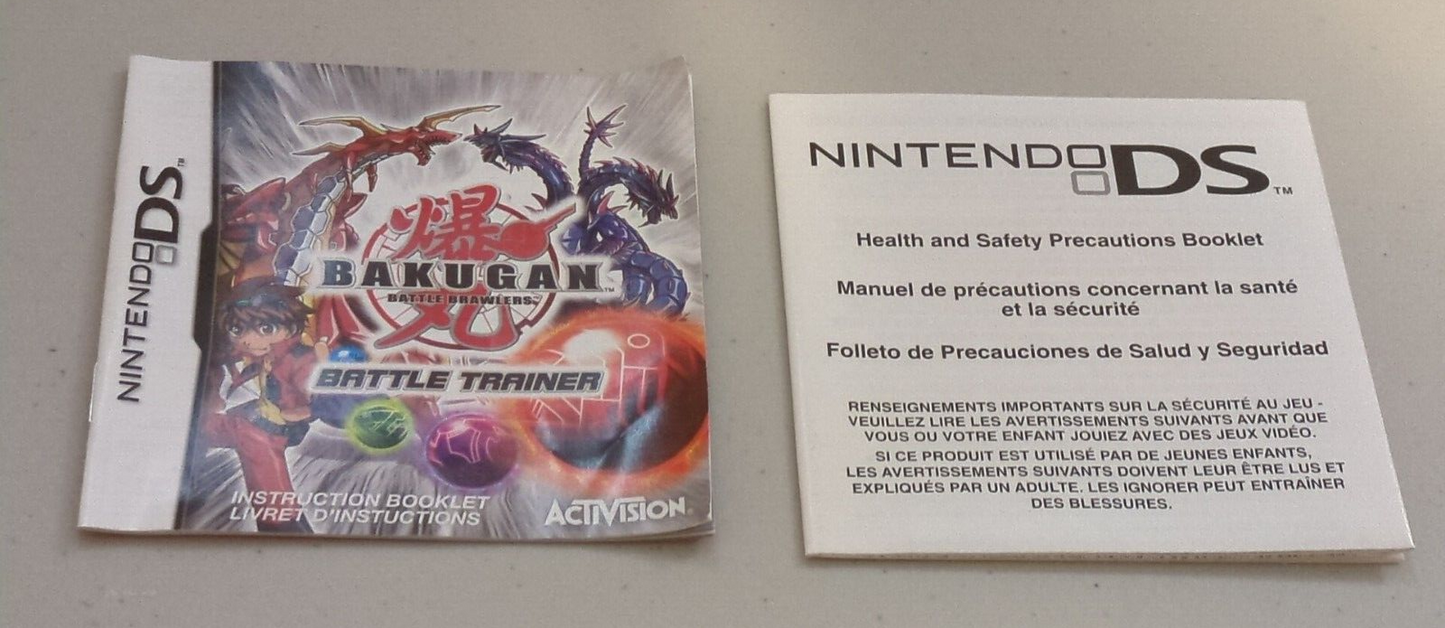 NINTENDO DS™
爆
BAKUGAN™
BATTLE BRAWLERS™
丸
BATTLE TRAINER
INSTRUCTION BOOKLET
LIVRET D'INSTUCTIONS
ACTIVISION®
NINTENDO DS™
Health and Safety Precautions Booklet
Manuel de précautions concernant la santé
et la sécurité
Folleto de Precauciones de Salud y Seguridad
RENSEIGNEMENTS IMPORTANTS SUR LA SÉCURITÉ AU JEU -
VEUILLEZ LIRE LES AVERTISSEMENTS SUIVANTS AVANT QUE
VOUS OU VOTRE ENFANT JOUIEZ AVEC DES JEUX VIDÉO.
SI CE PRODUIT EST UTILISÉ PAR DE JEUNES ENFANTS,
LES AVERTISSEMENTS SUIVANTS DOIVENT LEUR ÊTRE LUS ET
EXPLIQUÉS PAR UN ADULTE. LES IGNORER PEUT ENTRAÎNER
DES BLESSURES.